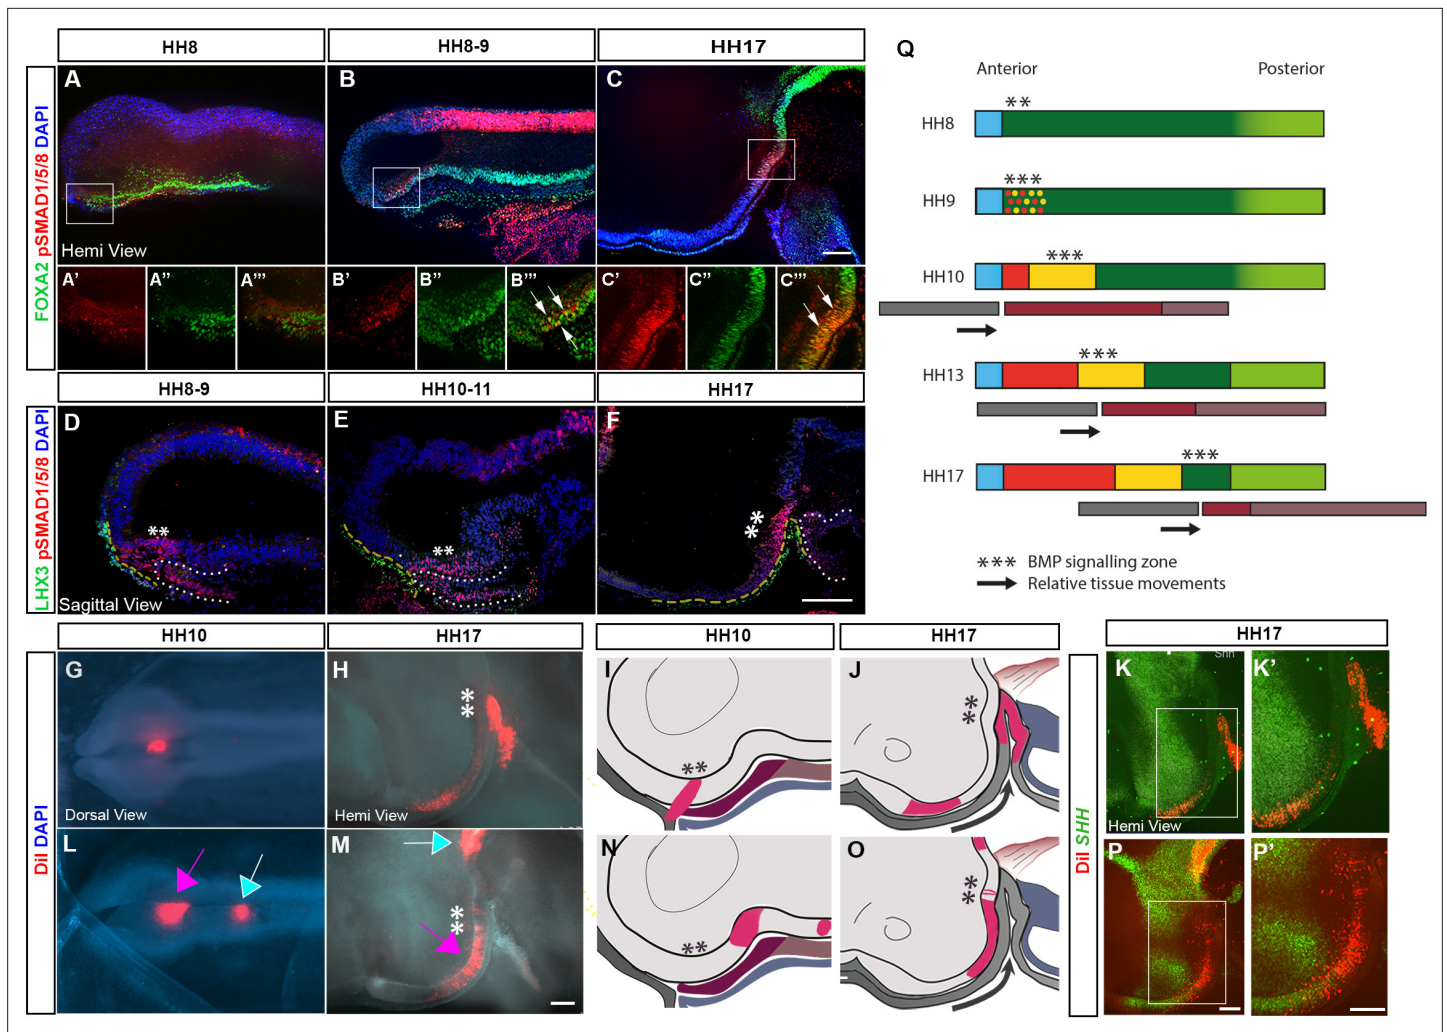 HH8
HH8-9
HH17
FOXA2 pSMAD1/5/8 DAPI
A
Hemi View
B
C
A'
A''
A'''
B'
B''
B'''
C'
C''
C'''
HH8-9
HH10-11
HH17
LHX3 pSMAD1/5/8 DAPI
D
**
Sagittal View
E
**
F
**
Q
Anterior
Posterior
HH8
**
HH9
***
HH10
***
HH13
***
HH17
***
*** BMP signalling zone
Relative tissue movements
HH10
HH17
HH10
HH17
HH17
DiI DAPI
G
Dorsal View
H
**
Hemi View
I
**
J
**
DiI SHH
K
Shh
Hemi View
K'
L
M
**
N
**
O
**
P
P'